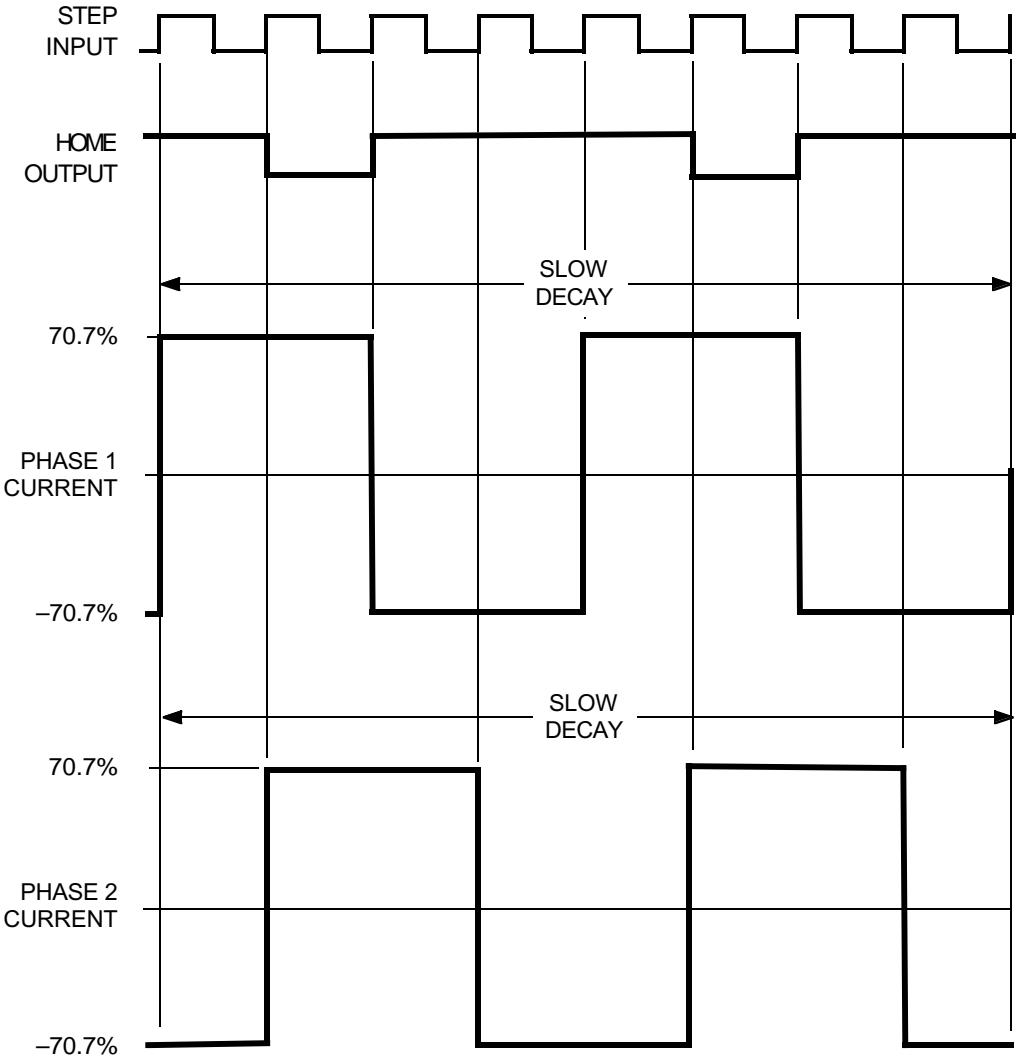 STEP
INPUT
HOME
OUTPUT
SLOW
DECAY
70.7%
PHASE 1
CURRENT
–70.7%
SLOW
DECAY
70.7%
PHASE 2
CURRENT
–70.7%